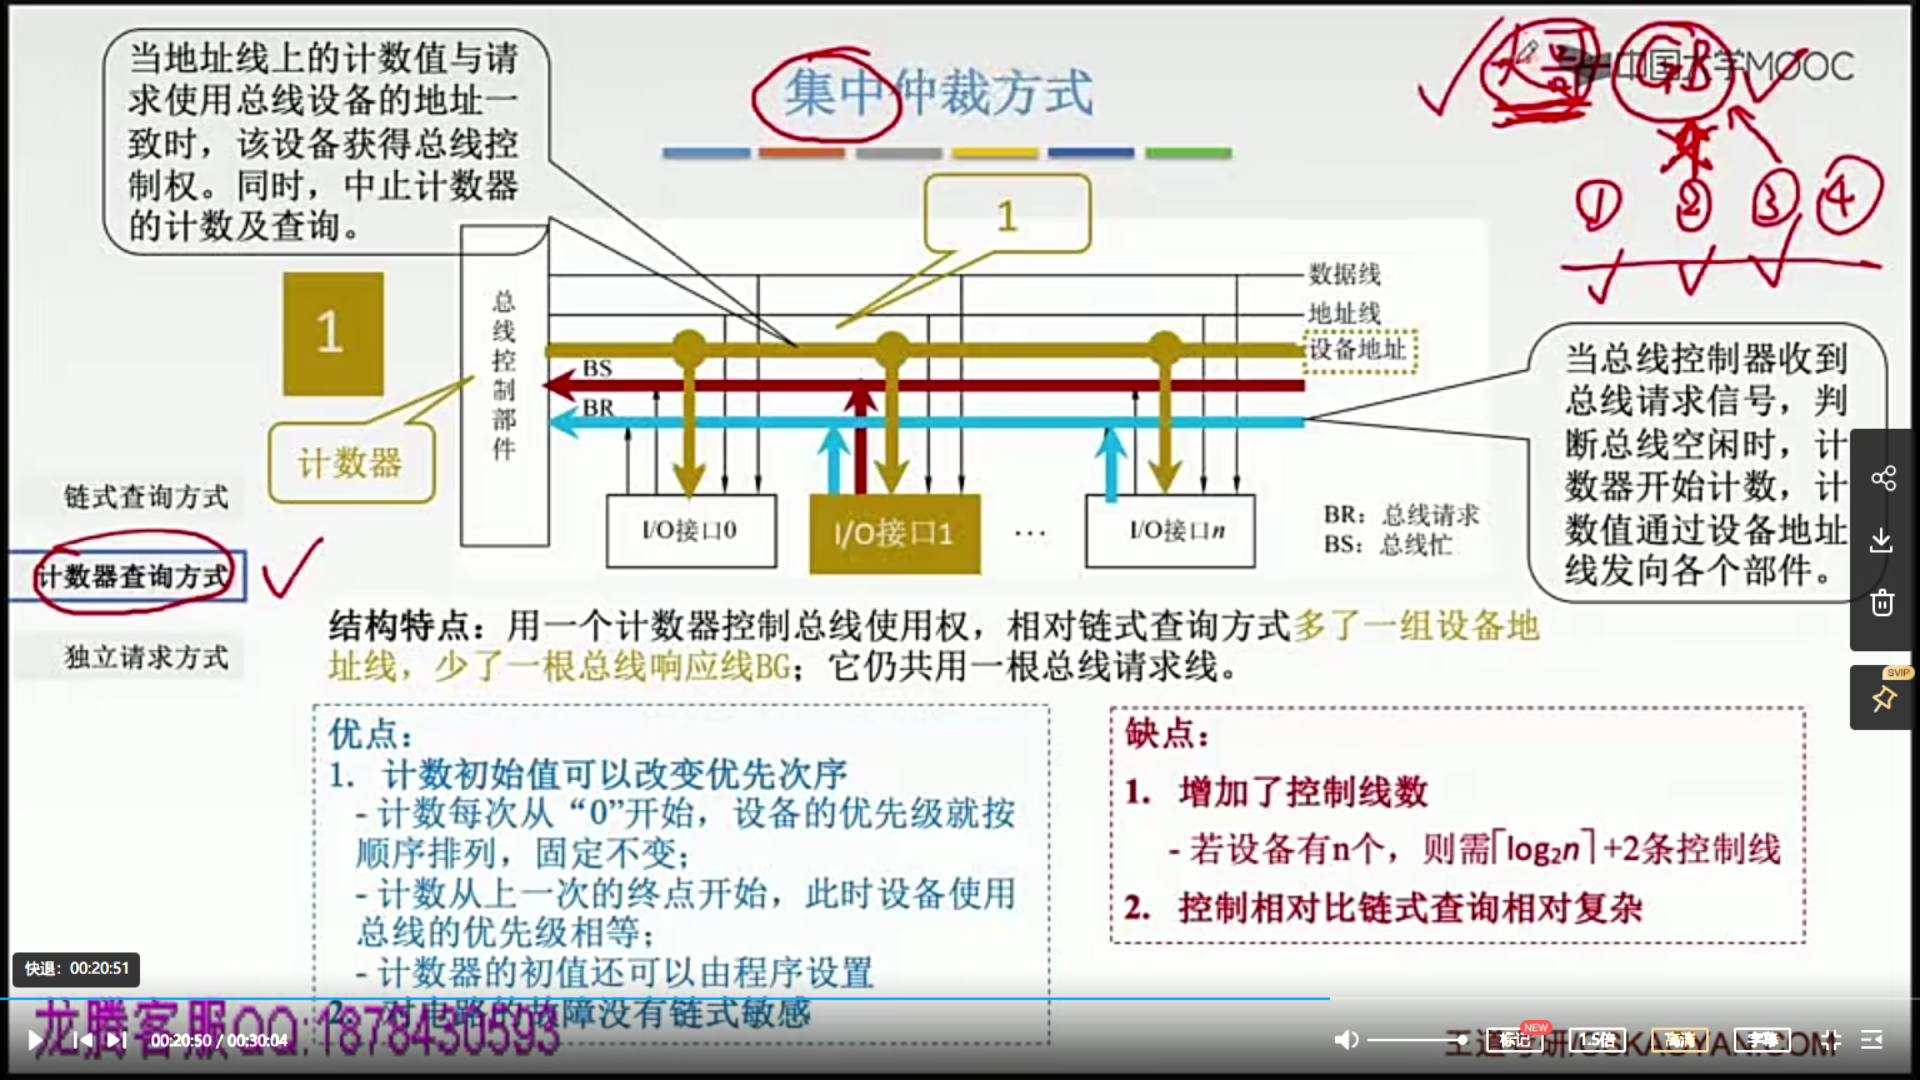 当地址线上的计数值与请
求使用总线设备的地址一
致时，该设备获得总线控
制权。同时，中止计数器
的计数及查询。
集中仲裁方式
中国大学MOOC
GB
① ② ③ ④
1
1
计数器
总线控制部件
数据线
地址线
设备地址
BS
BR
I/O接口0
I/O接口1
…
I/O接口n
BR：总线请求
BS：总线忙
当总线控制器收到
总线请求信号，判
断总线空闲时，计
数器开始计数，计
数值通过设备地址
线发向各个部件。
链式查询方式
计数器查询方式
独立请求方式
结构特点：用一个计数器控制总线使用权，相对链式查询方式多了一组设备地
址线，少了一根总线响应线BG；它仍共用一根总线请求线。
优点：
1. 计数初始值可以改变优先次序
- 计数每次从“0”开始，设备的优先级就按
顺序排列，固定不变；
- 计数从上一次的终点开始，此时设备使用
总线的优先级相等；
- 计数器的初值还可以由程序设置
2. 对电路的故障没有链式敏感
缺点：
1. 增加了控制线数
- 若设备有n个，则需⌈log₂n⌉+2条控制线
2. 控制相对比链式查询相对复杂
SVIP
快退：00:20:51
龙腾客服QQ:1878430593
00:20:50 / 00:30:04
王道考研/CSKAOYAN.COM
标记
NEW
1.5倍
高清
字幕